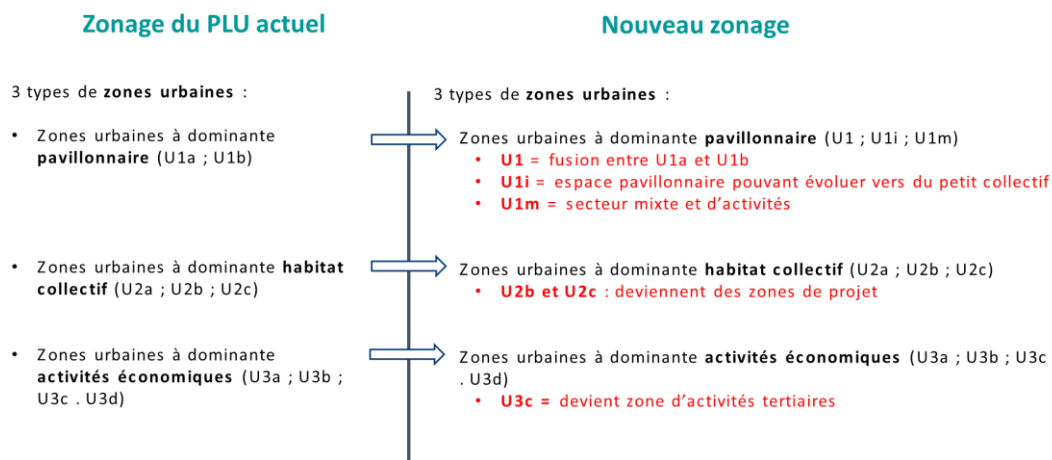 Zonage du PLU actuel
3 types de zones urbaines :
• Zones urbaines à dominante
pavillonnaire (U1a ; U1b)
• Zones urbaines à dominante habitat
collectif (U2a ; U2b ; U2c)
• Zones urbaines à dominante
activités économiques (U3a ; U3b ;
U3c . U3d)
Nouveau zonage
3 types de zones urbaines :
Zones urbaines à dominante pavillonnaire (U1 ; U1i ; U1m)
• U1 = fusion entre U1a et U1b
• U1i = espace pavillonnaire pouvant évoluer vers du petit collectif
• U1m = secteur mixte et d’activités
Zones urbaines à dominante habitat collectif (U2a ; U2b ; U2c)
• U2b et U2c : deviennent des zones de projet
Zones urbaines à dominante activités économiques (U3a ; U3b ; U3c
. U3d)
• U3c = devient zone d’activités tertiaires